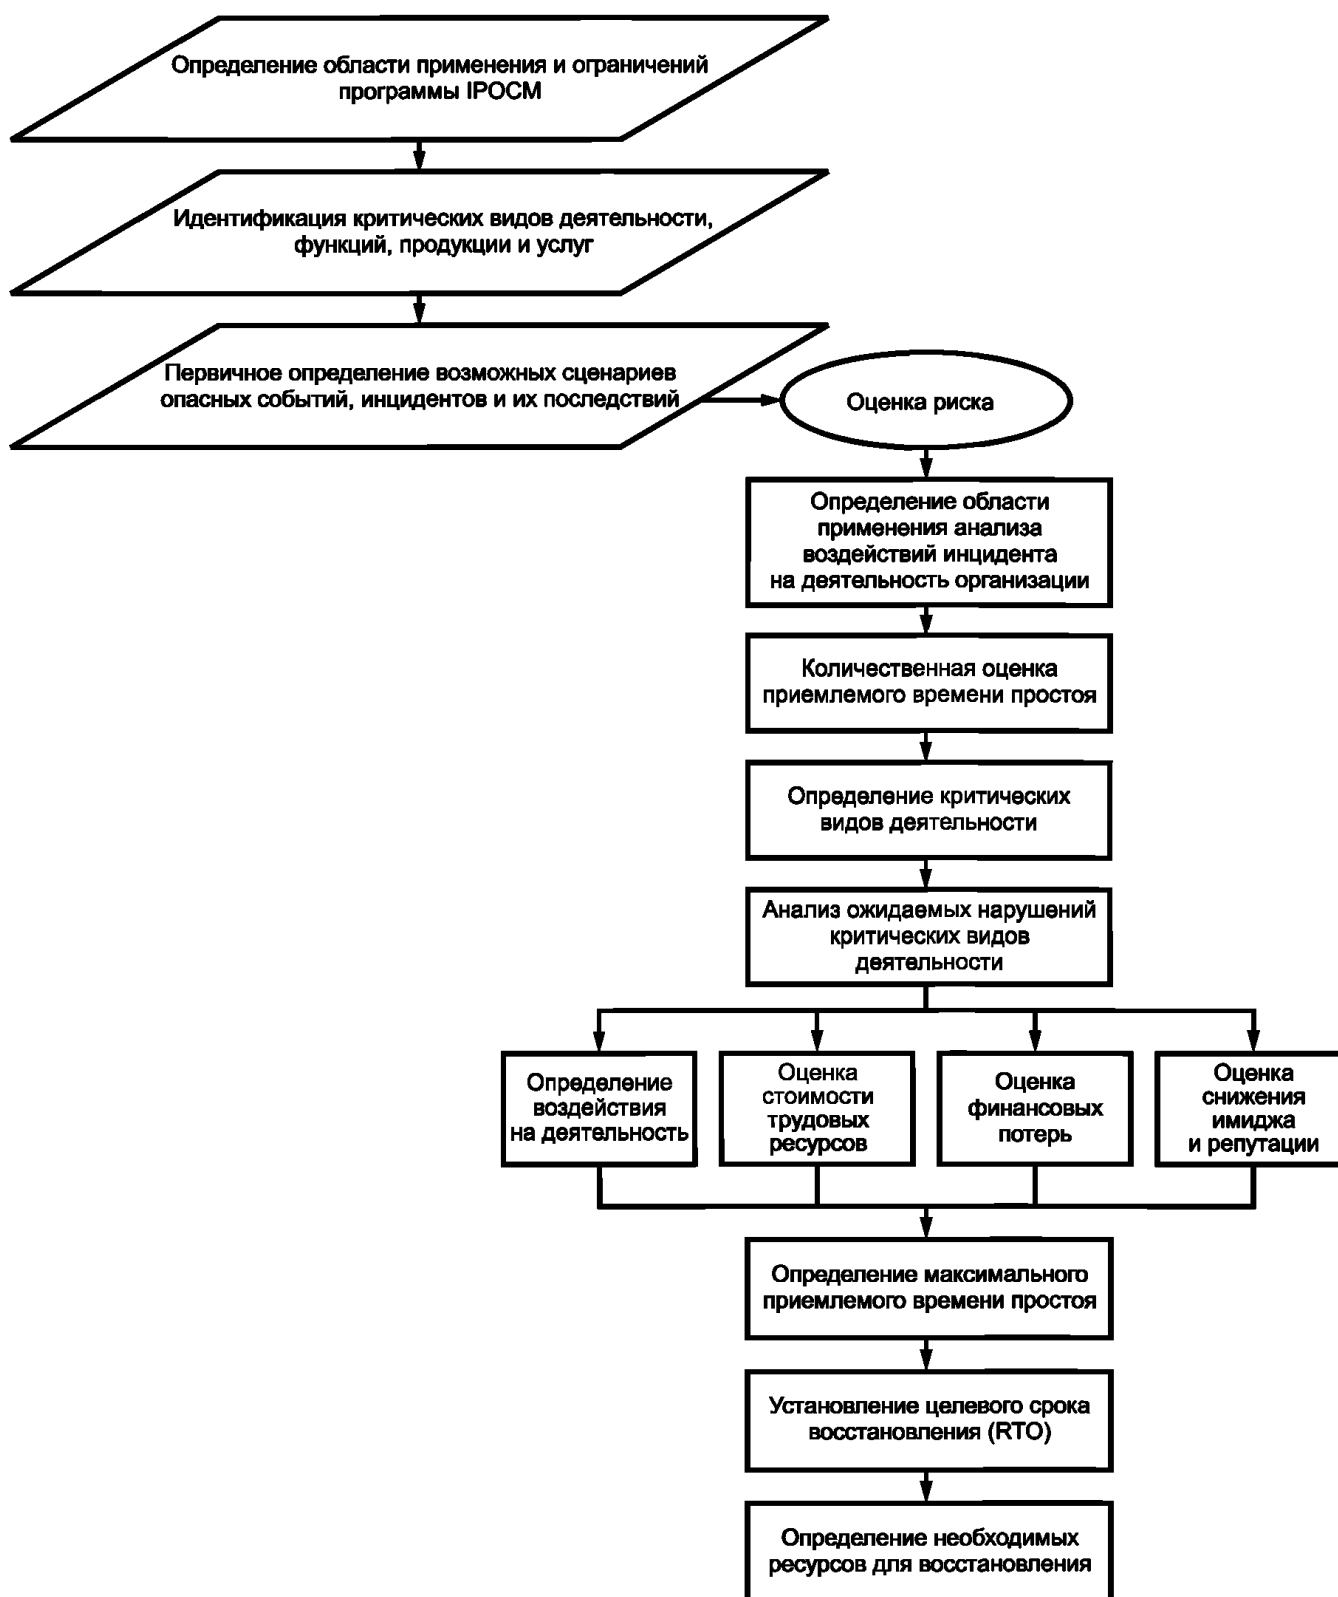 Определение области применения и ограничений
программы IPOCM
Идентификация критических видов деятельности,
функций, продукции и услуг
Первичное определение возможных сценариев
опасных событий, инцидентов и их последствий
Оценка риска
Определение области
применения анализа
воздействий инцидента
на деятельность организации
Количественная оценка
приемлемого времени простоя
Определение критических
видов деятельности
Анализ ожидаемых нарушений
критических видов
деятельности
Определение
воздействия
на деятельность
Оценка
стоимости
трудовых
ресурсов
Оценка
финансовых
потерь
Оценка
снижения
имиджа
и репутации
Определение максимального
приемлемого времени простоя
Установление целевого срока
восстановления (RTO)
Определение необходимых
ресурсов для восстановления